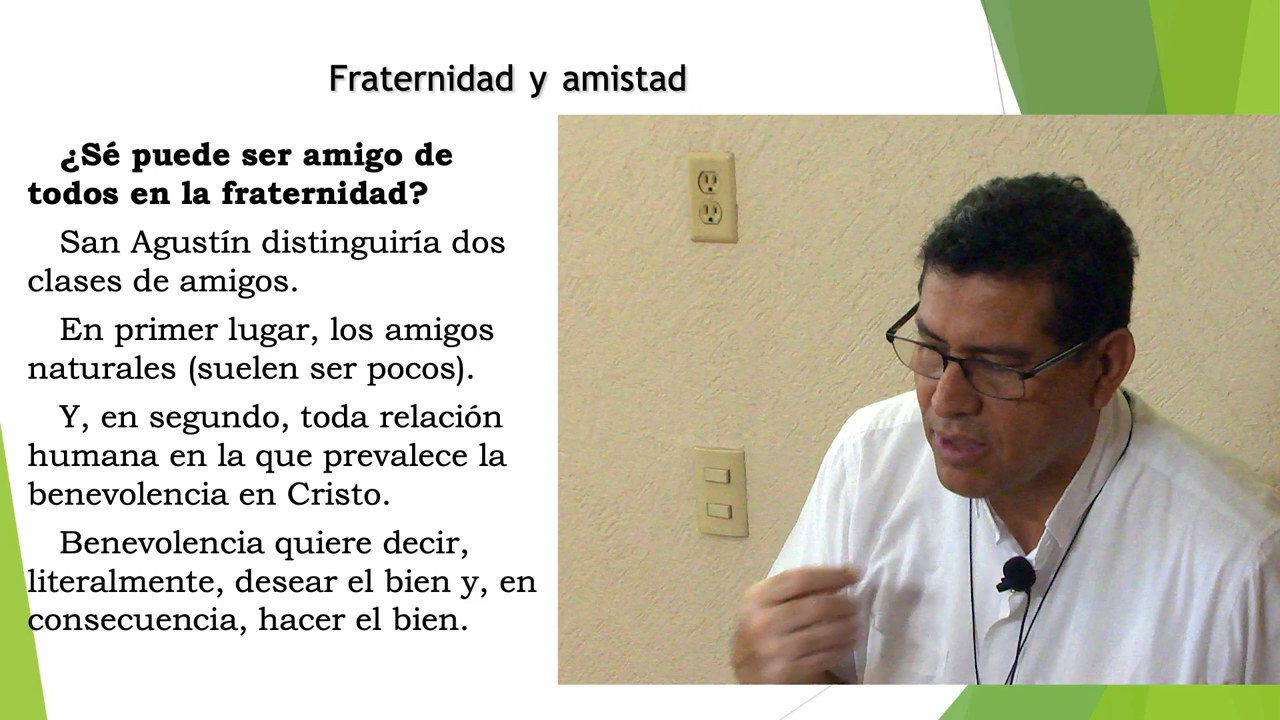 Fraternidad y amistad
¿Sé puede ser amigo de
todos en la fraternidad?
San Agustín distinguiría dos
clases de amigos.
En primer lugar, los amigos
naturales (suelen ser pocos).
Y, en segundo, toda relación
humana en la que prevalece la
benevolencia en Cristo.
Benevolencia quiere decir,
literalmente, desear el bien y, en
consecuencia, hacer el bien.